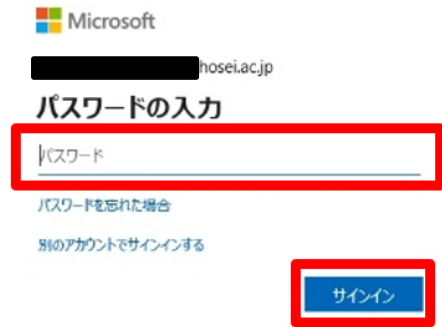 Microsoft
hosei.ac.jp
パスワードの入力
パスワード
パスワードを忘れた場合
別のアカウントでサインインする
サインイン